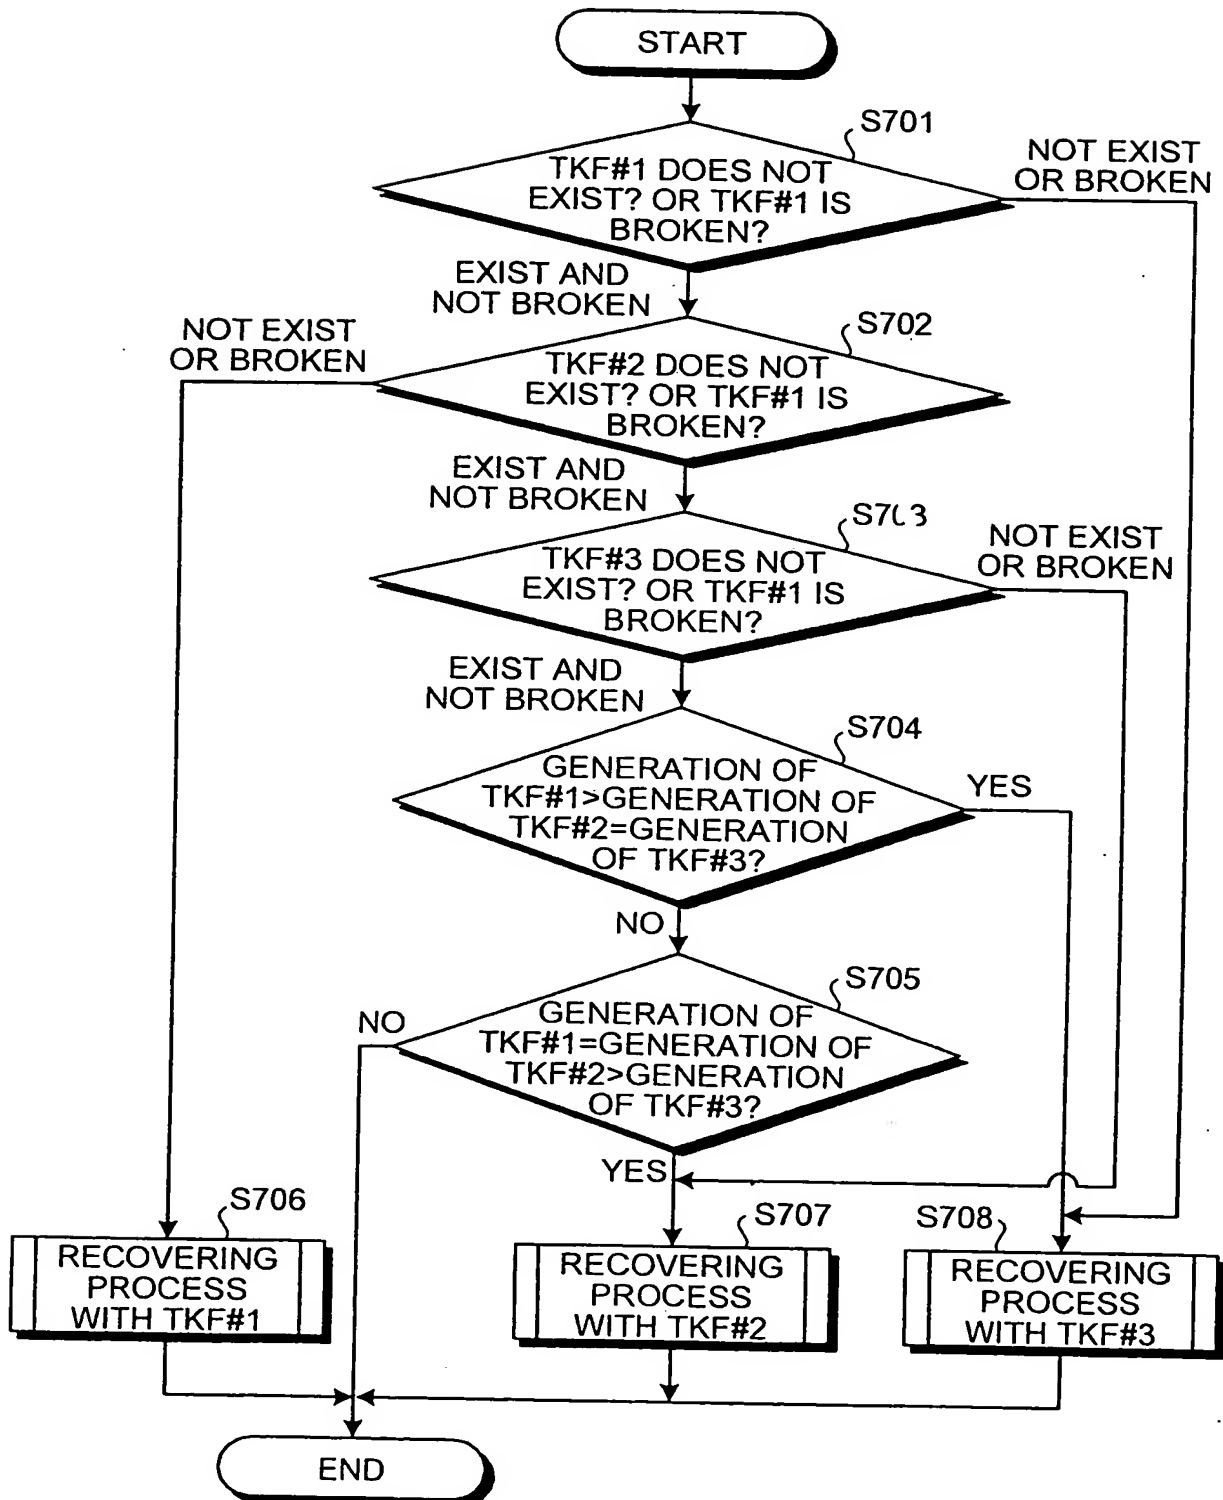 START
S701
TKF#1 DOES NOT
EXIST? OR TKF#1 IS
BROKEN?
NOT EXIST
OR BROKEN
EXIST AND
NOT BROKEN
S702
NOT EXIST
OR BROKEN
TKF#2 DOES NOT
EXIST? OR TKF#1 IS
BROKEN?
EXIST AND
NOT BROKEN
S703
NOT EXIST
OR BROKEN
TKF#3 DOES NOT
EXIST? OR TKF#1 IS
BROKEN?
EXIST AND
NOT BROKEN
S704
GENERATION OF
TKF#1>GENERATION OF
TKF#2=GENERATION
OF TKF#3?
YES
NO
S705
GENERATION OF
TKF#1=GENERATION OF
TKF#2>GENERATION
OF TKF#3?
NO
YES
S706
RECOVERING
PROCESS
WITH TKF#1
S707
RECOVERING
PROCESS
WITH TKF#2
S708
RECOVERING
PROCESS
WITH TKF#3
END